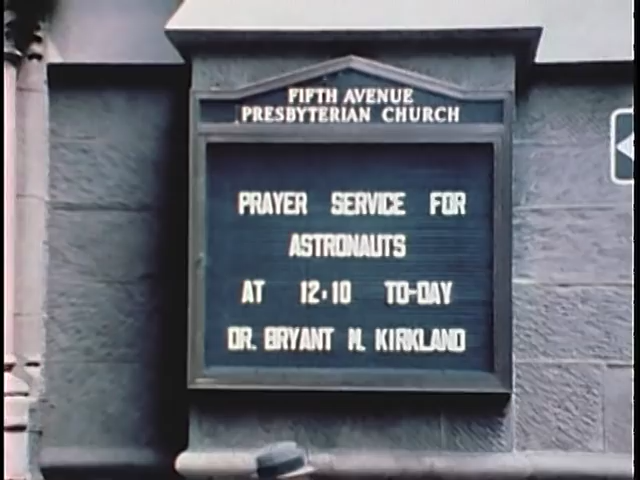 FIFTH AVENUE
PRESBYTERIAN CHURCH
PRAYER SERVICE FOR
ASTRONAUTS
AT 12:10 TO-DAY
DR. BRYANT M. KIRKLAND